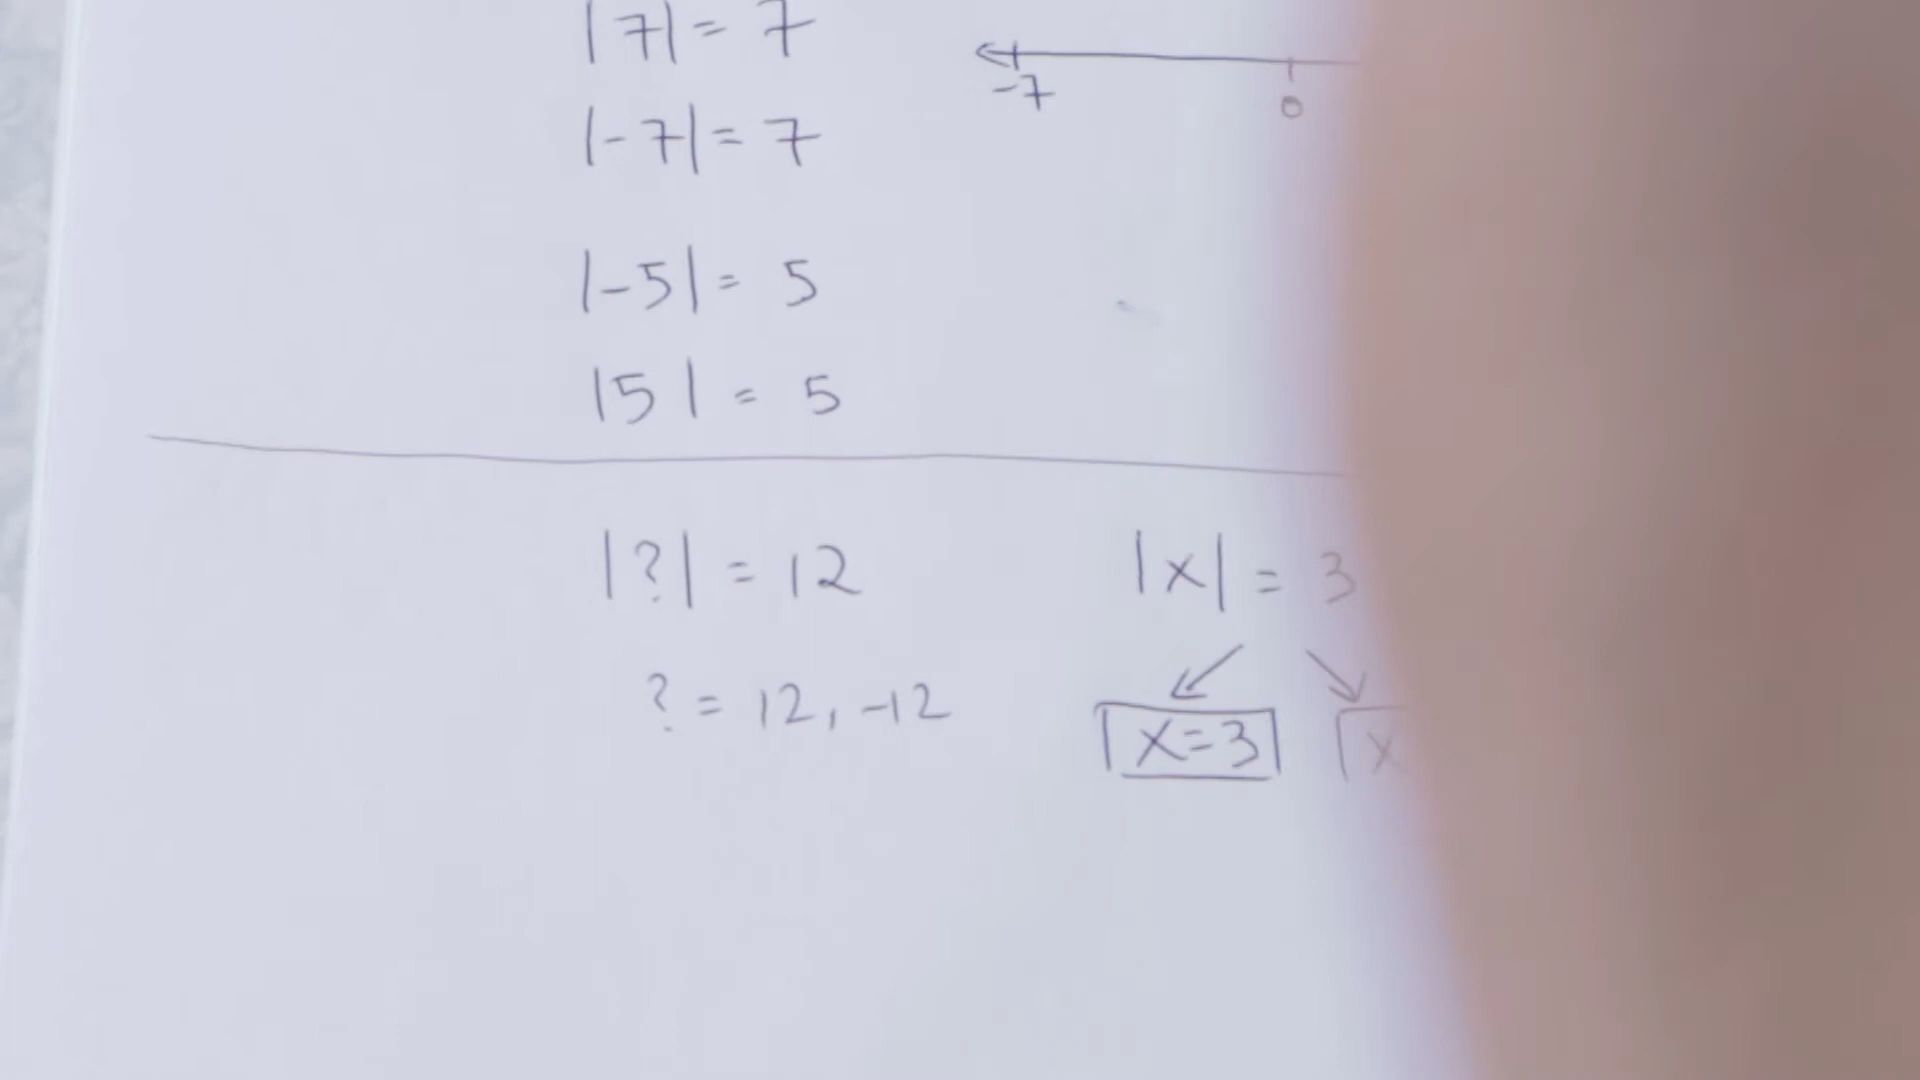 |7| = 7
-7 0
|-7| = 7
|-5| = 5
|5| = 5
|?| = 12
|x| = 3
? = 12, -12
x=3
x